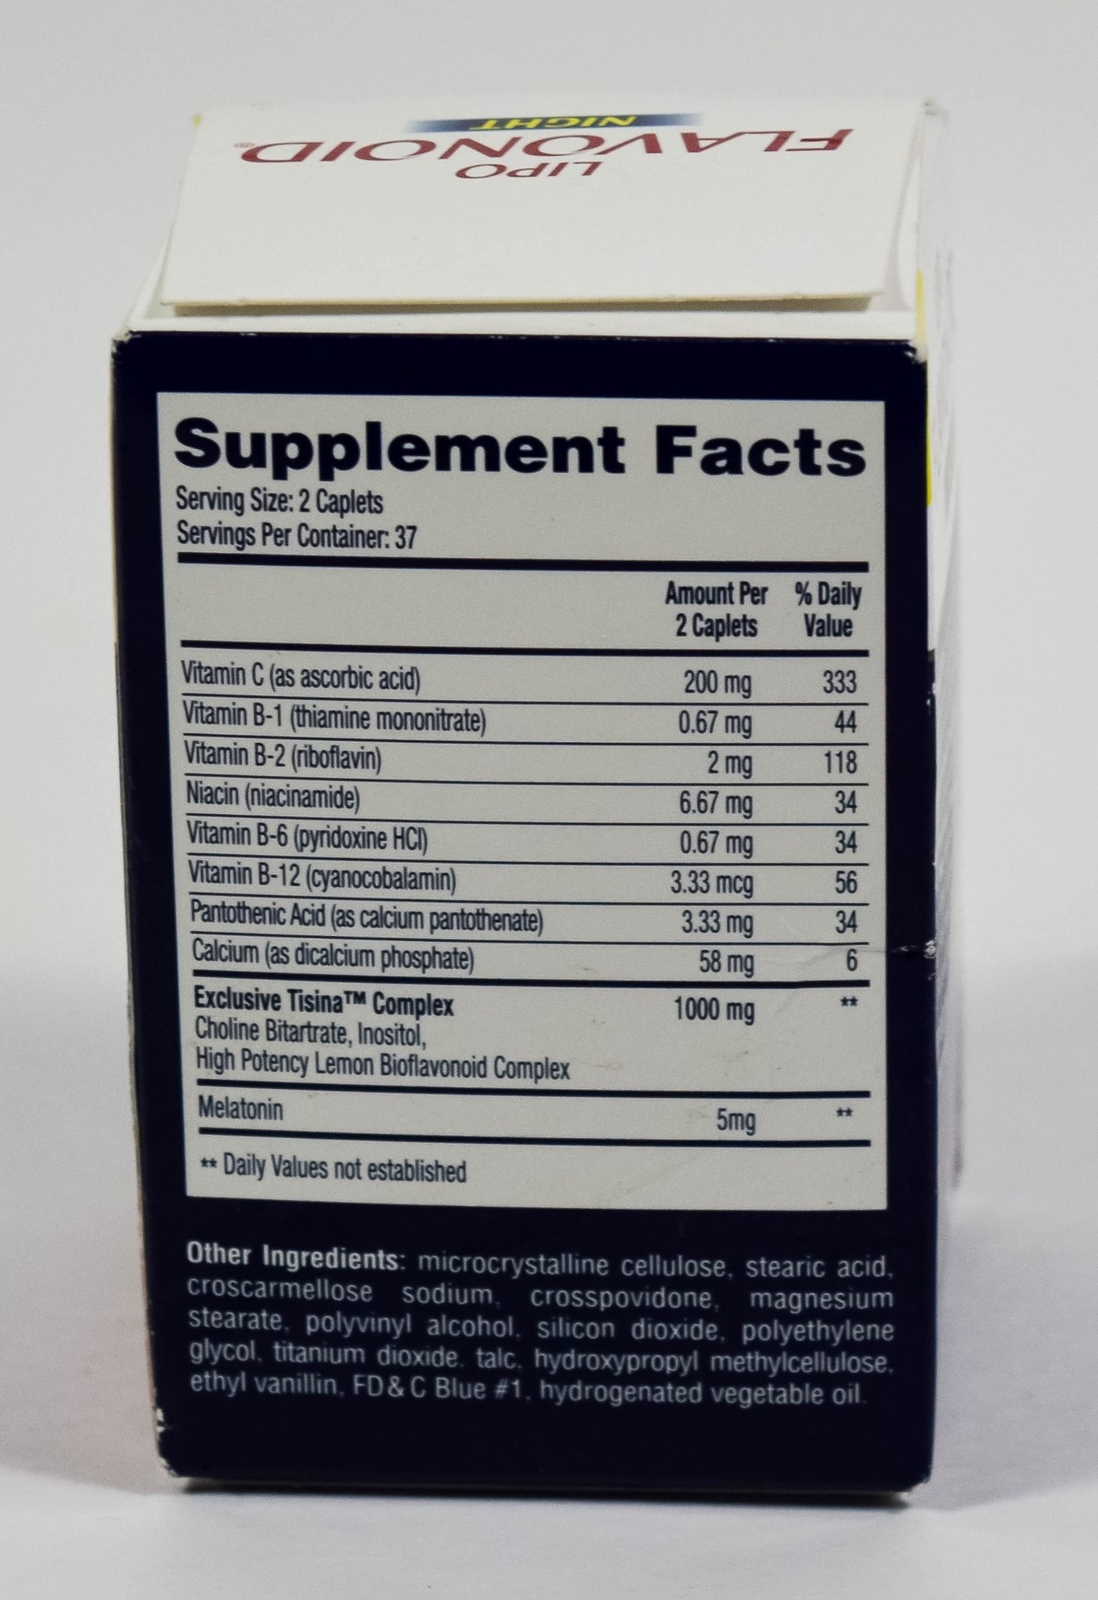 LIPO
FLAVONOID®
NIGHT
Supplement Facts
Serving Size: 2 Caplets
Servings Per Container: 37
Amount Per 2 Caplets % Daily Value
Vitamin C (as ascorbic acid) 200 mg 333
Vitamin B-1 (thiamine mononitrate) 0.67 mg 44
Vitamin B-2 (riboflavin) 2 mg 118
Niacin (niacinamide) 6.67 mg 34
Vitamin B-6 (pyridoxine HCl) 0.67 mg 34
Vitamin B-12 (cyanocobalamin) 3.33 mcg 56
Pantothenic Acid (as calcium pantothenate) 3.33 mg 34
Calcium (as dicalcium phosphate) 58 mg 6
Exclusive Tisina™ Complex 1000 mg **
Choline Bitartrate, Inositol,
High Potency Lemon Bioflavonoid Complex
Melatonin 5mg **
** Daily Values not established
Other Ingredients: microcrystalline cellulose, stearic acid,
croscarmellose sodium, crosspovidone, magnesium
stearate, polyvinyl alcohol, silicon dioxide, polyethylene
glycol, titanium dioxide, talc, hydroxypropyl methylcellulose,
ethyl vanillin, FD & C Blue #1, hydrogenated vegetable oil.